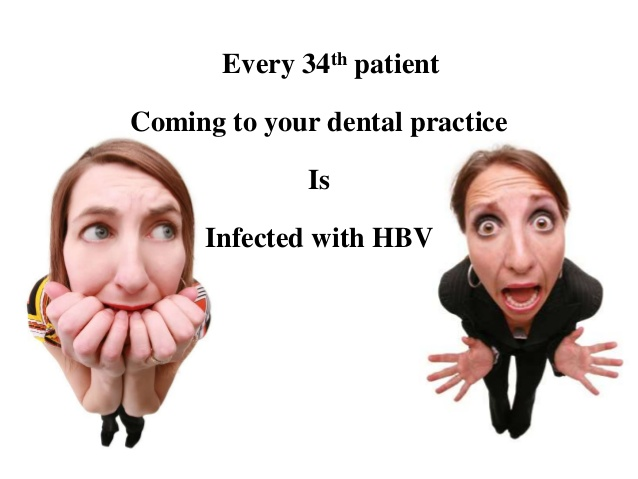 Every 34th patient
Coming to your dental practice
Is
Infected with HBV